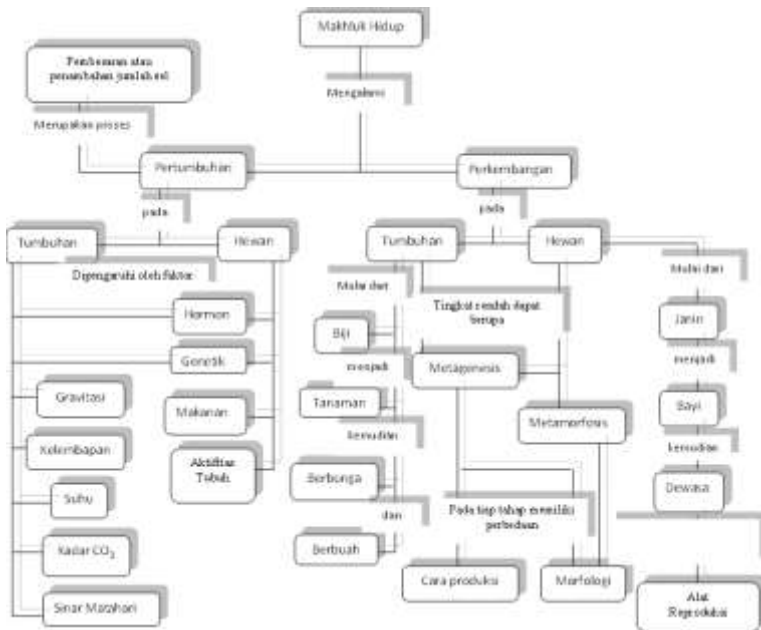 Makhluk Hidup
Pembesaran atau
penambahan jumlah sel
Mengalami
Merupakan proses
Pertumbuhan
Perkembangan
pada
pada
Tumbuhan
Hewan
Tumbuhan
Hewan
Dipengaruhi oleh faktor
Mulai dari
Mulai dari
Tingkat rendah dapat
berupa
Hormon
Biji
Janin
Genetik
menjadi
Metagenesis
menjadi
Gravitasi
Makanan
Tanaman
Metamorfosis
Bayi
Kelembapan
kemudian
kemudian
Aktifitas
Tubuh
Suhu
Berbunga
Dewasa
dan
Pada tiap tahap memiliki
perbedaan
Kadar CO₂
Berbuah
Cara produksi
Morfologi
Sinar Matahari
Alat
Reproduksi